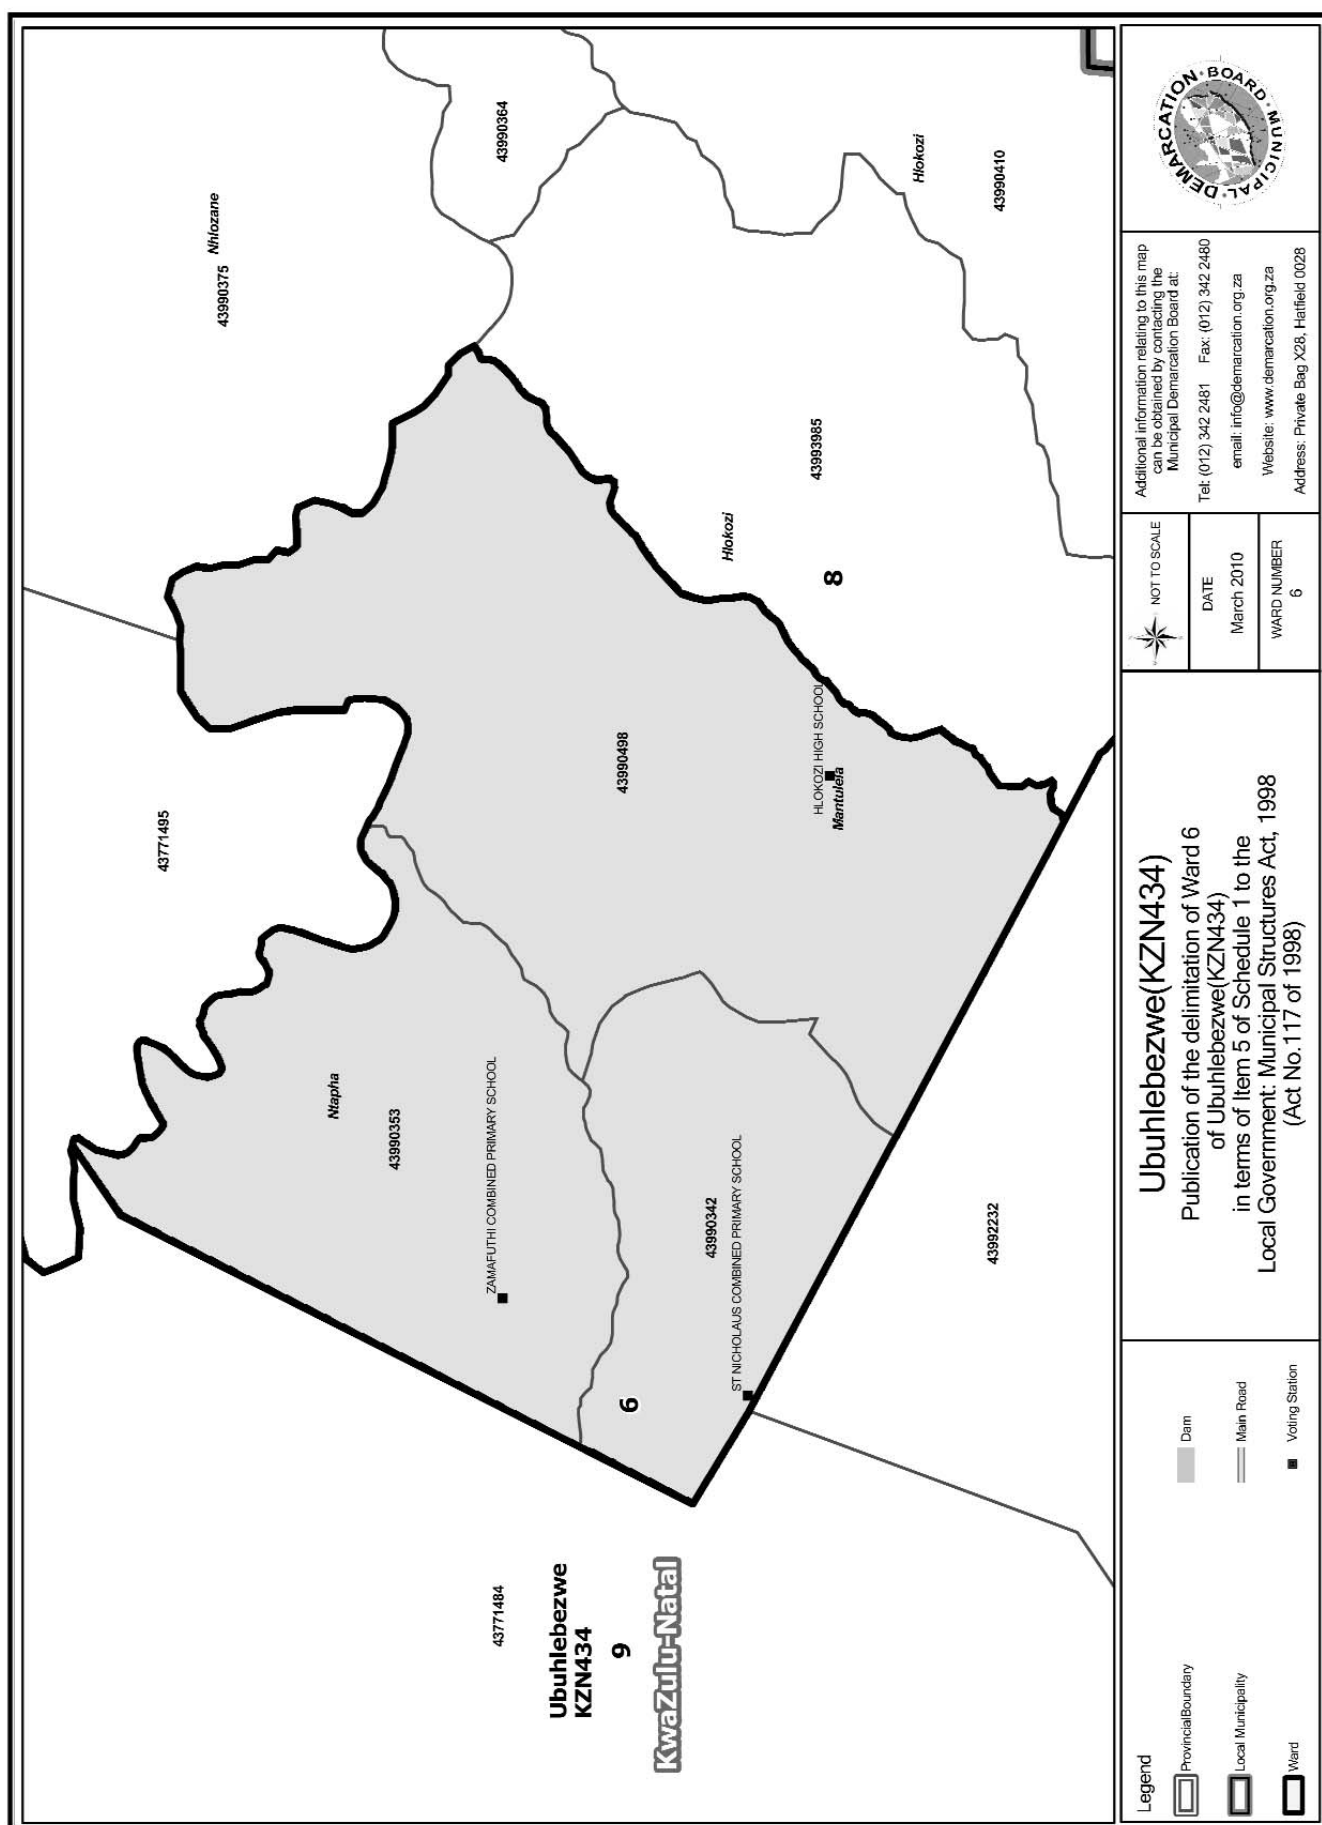 43771495
43990375
Nhlozane
43990364
Ntapha
43990353
ZAMAFUTHI COMBINED PRIMARY SCHOOL
43771484
Ubuhlebezwe
KZN434
9
KwaZulu-Natal
6
43990498
43990342
ST NICHOLAUS COMBINED PRIMARY SCHOOL
HLOKOZI HIGH SCHOOL
Mantulela
Hlokozi
43993985
8
Hlokozi
43990410
43992232
Legend
ProvincialBoundary
Local Municipality
Ward
Dam
Main Road
Voting Station
Ubuhlebezwe(KZN434)
Publication of the delimitation of Ward 6
of Ubuhlebezwe(KZN434)
in terms of Item 5 of Schedule 1 to the
Local Government: Municipal Structures Act, 1998
(Act No.117 of 1998)
NOT TO SCALE
DATE
March 2010
WARD NUMBER
6
Additional information relating to this map
can be obtained by contacting the
Municipal Demarcation Board at:
Tel: (012) 342 2481 Fax: (012) 342 2480
email: info@demarcation.org.za
Website: www.demarcation.org.za
Address: Private Bag X28, Hatfield 0028
MUNICIPAL DEMARCATION BOARD